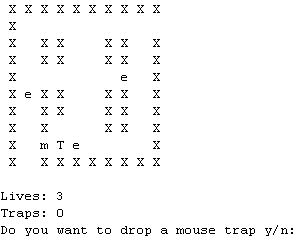 X X X X X X X X X X
X
X   X X     X X   X
X   X X     X X   X
X             e   X
X e X X     X X   X
X   X X     X X   X
X   X       X X   X
X   m T e         X
X   X X X X X X X X
Lives: 3
Traps: 0
Do you want to drop a mouse trap y/n: